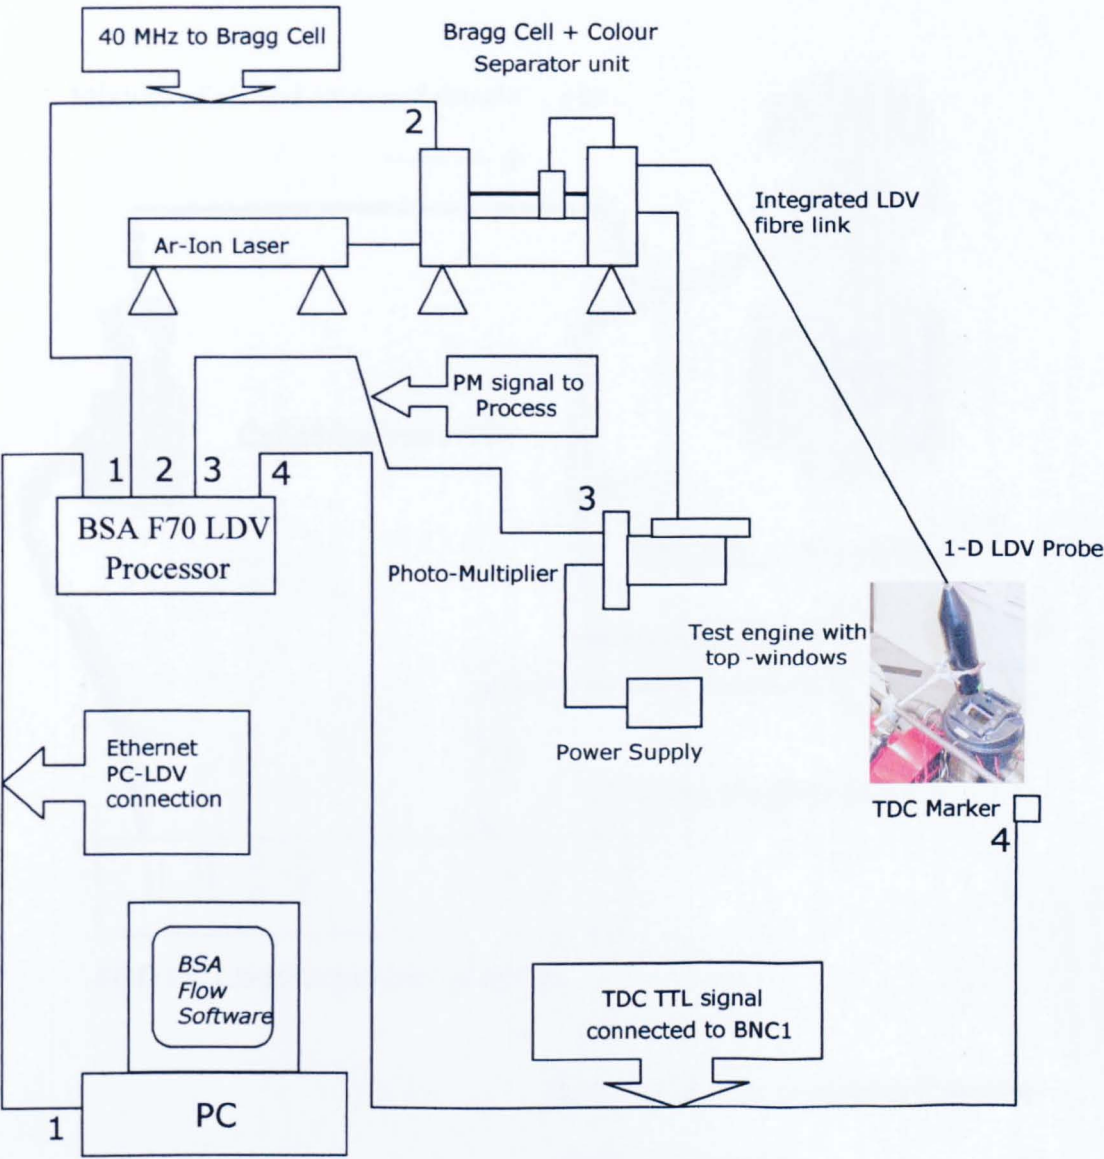 40 MHz to Bragg Cell
Bragg Cell + Colour
Separator unit
2
Integrated LDV
fibre link
Ar-Ion Laser
PM signal to
Process
1 2 3 4
BSA F70 LDV
Processor
3
Photo-Multiplier
1-D LDV Probe
Test engine with
top -windows
Power Supply
Ethernet
PC-LDV
connection
TDC Marker
4
BSA
Flow
Software
TDC TTL signal
connected to BNC1
PC
1